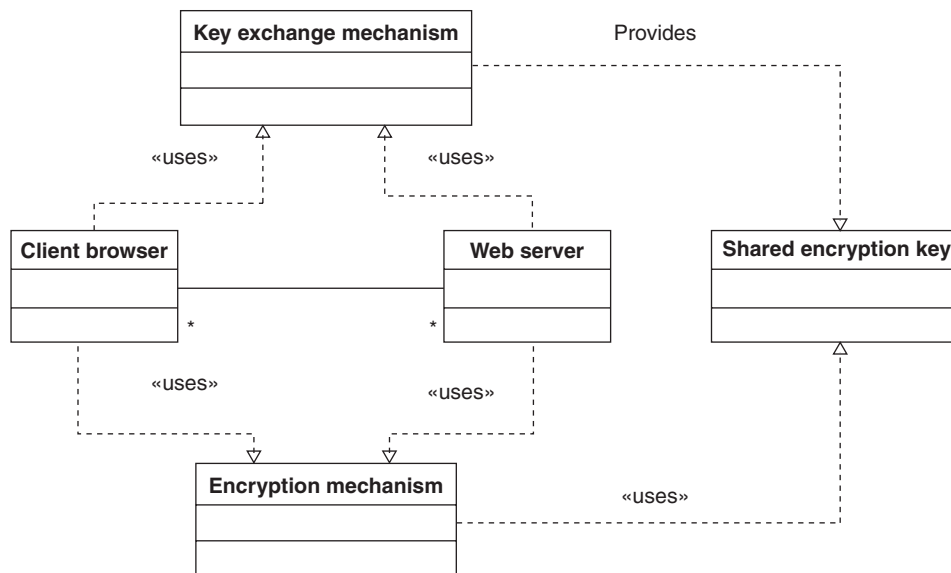 Key exchange mechanism
Provides
«uses»
«uses»
Client browser
Web server
Shared encryption key
*
*
«uses»
«uses»
Encryption mechanism
«uses»